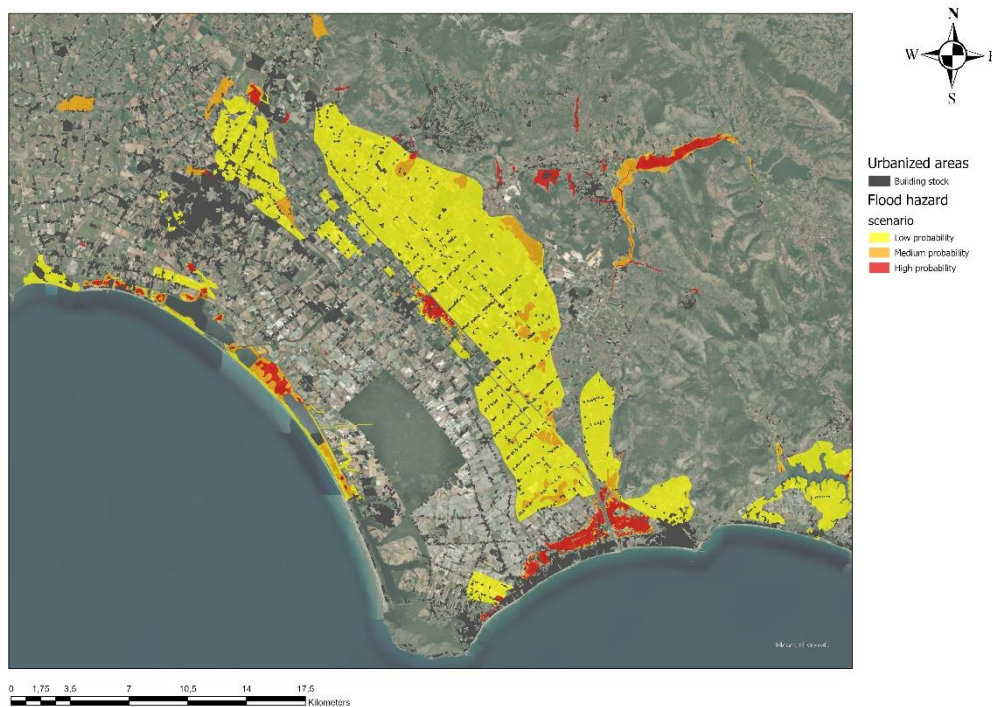 N
W
E
S
Urbanized areas
Building stock
Flood hazard
scenario
Low probability
Medium probability
High probability
0 1,75 3,5 7 10,5 14 17,5
Kilometers